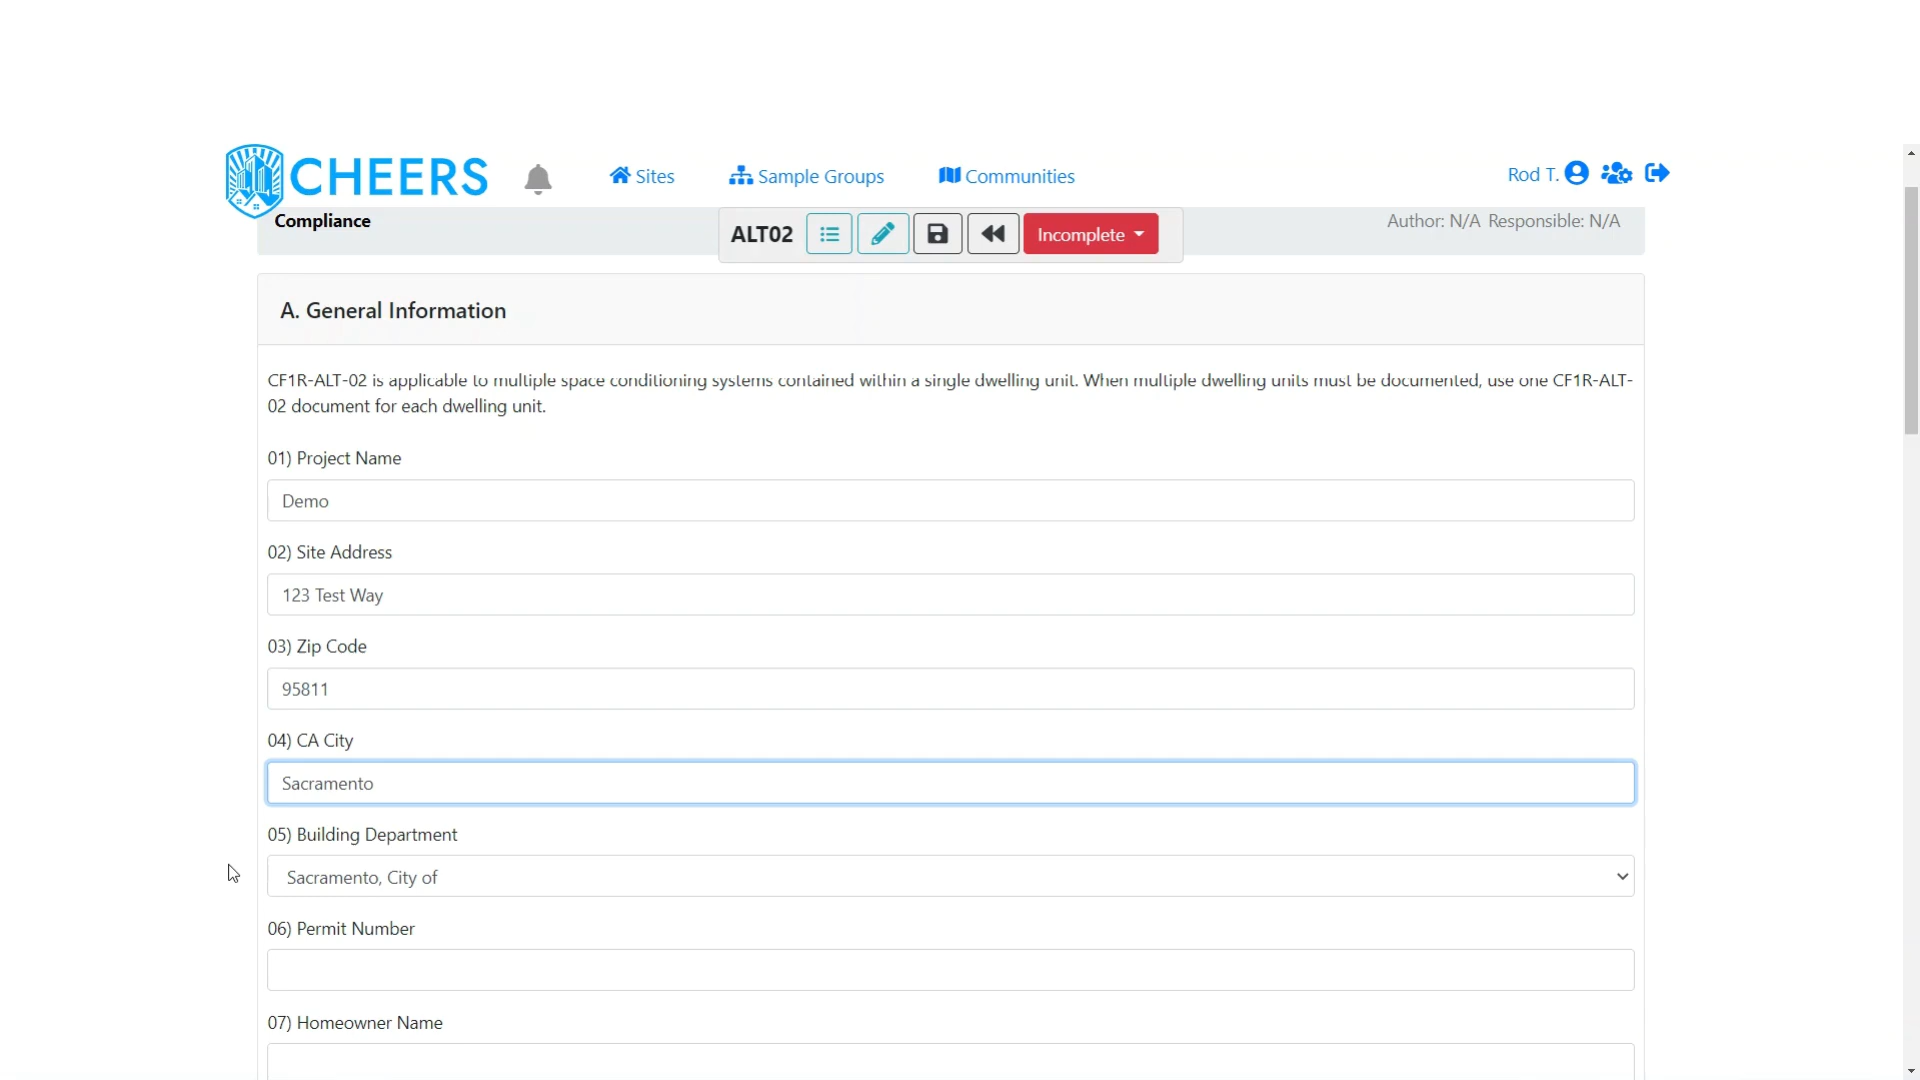 CHEERS
Sites
Sample Groups
Communities
Rod T.
Compliance
ALT02
Incomplete
Author: N/A Responsible: N/A
A. General Information
CF1R-ALT-02 is applicable to multiple space conditioning systems contained within a single dwelling unit. When multiple dwelling units must be documented, use one CF1R-ALT-
02 document for each dwelling unit.
01) Project Name
Demo
02) Site Address
123 Test Way
03) Zip Code
95811
04) CA City
Sacramento
05) Building Department
Sacramento, City of
06) Permit Number
07) Homeowner Name